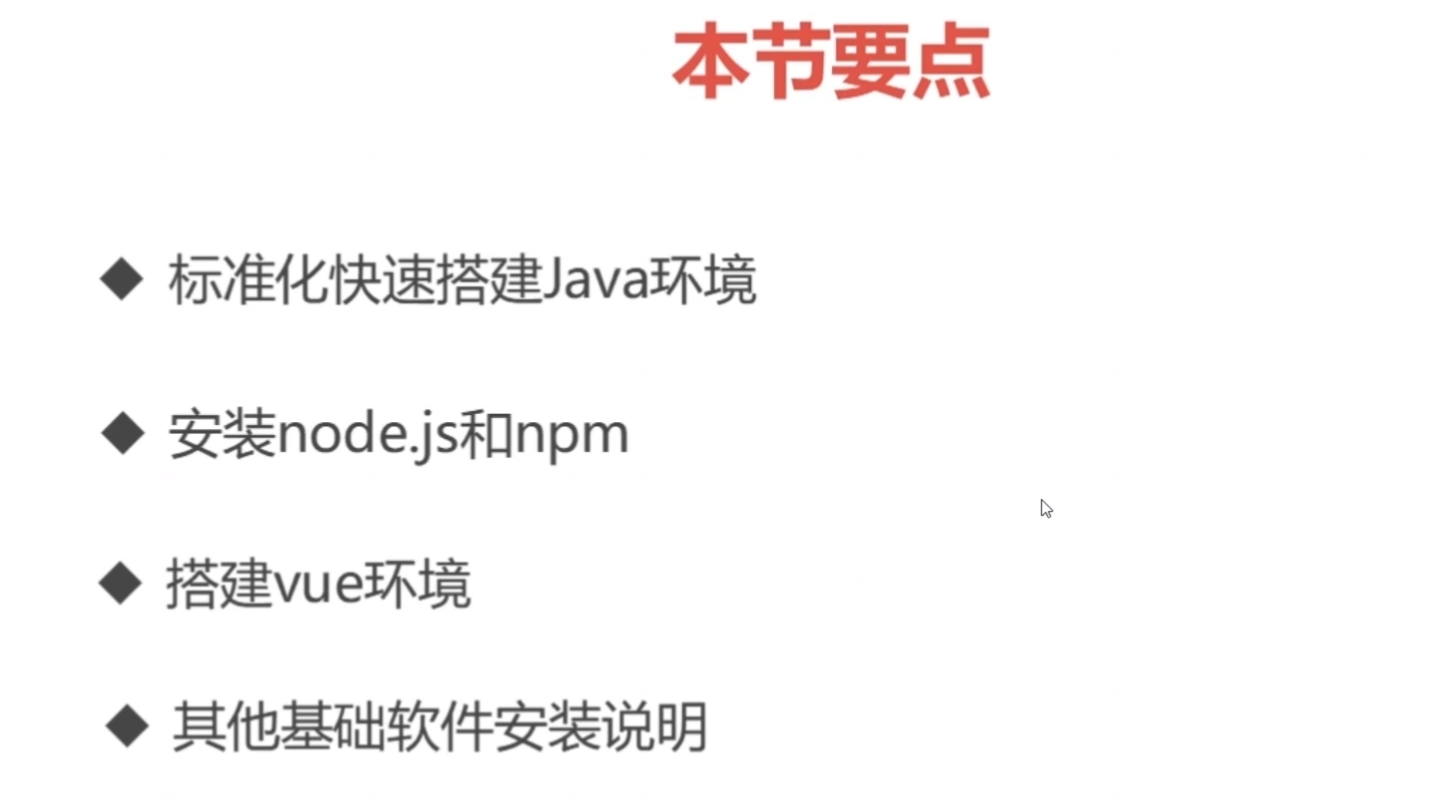 本节要点
◆ 标准化快速搭建Java环境
◆ 安装node.js和npm
◆ 搭建vue环境
◆ 其他基础软件安装说明